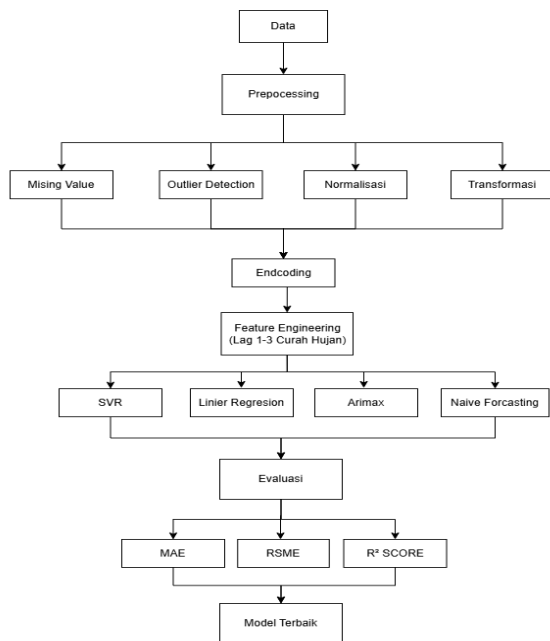 Data
Prepocessing
Mising Value
Outlier Detection
Normalisasi
Transformasi
Endcoding
Feature Engineering
(Lag 1-3 Curah Hujan)
SVR
Linier Regresion
Arimax
Naive Forcasting
Evaluasi
MAE
RSME
R² SCORE
Model Terbaik